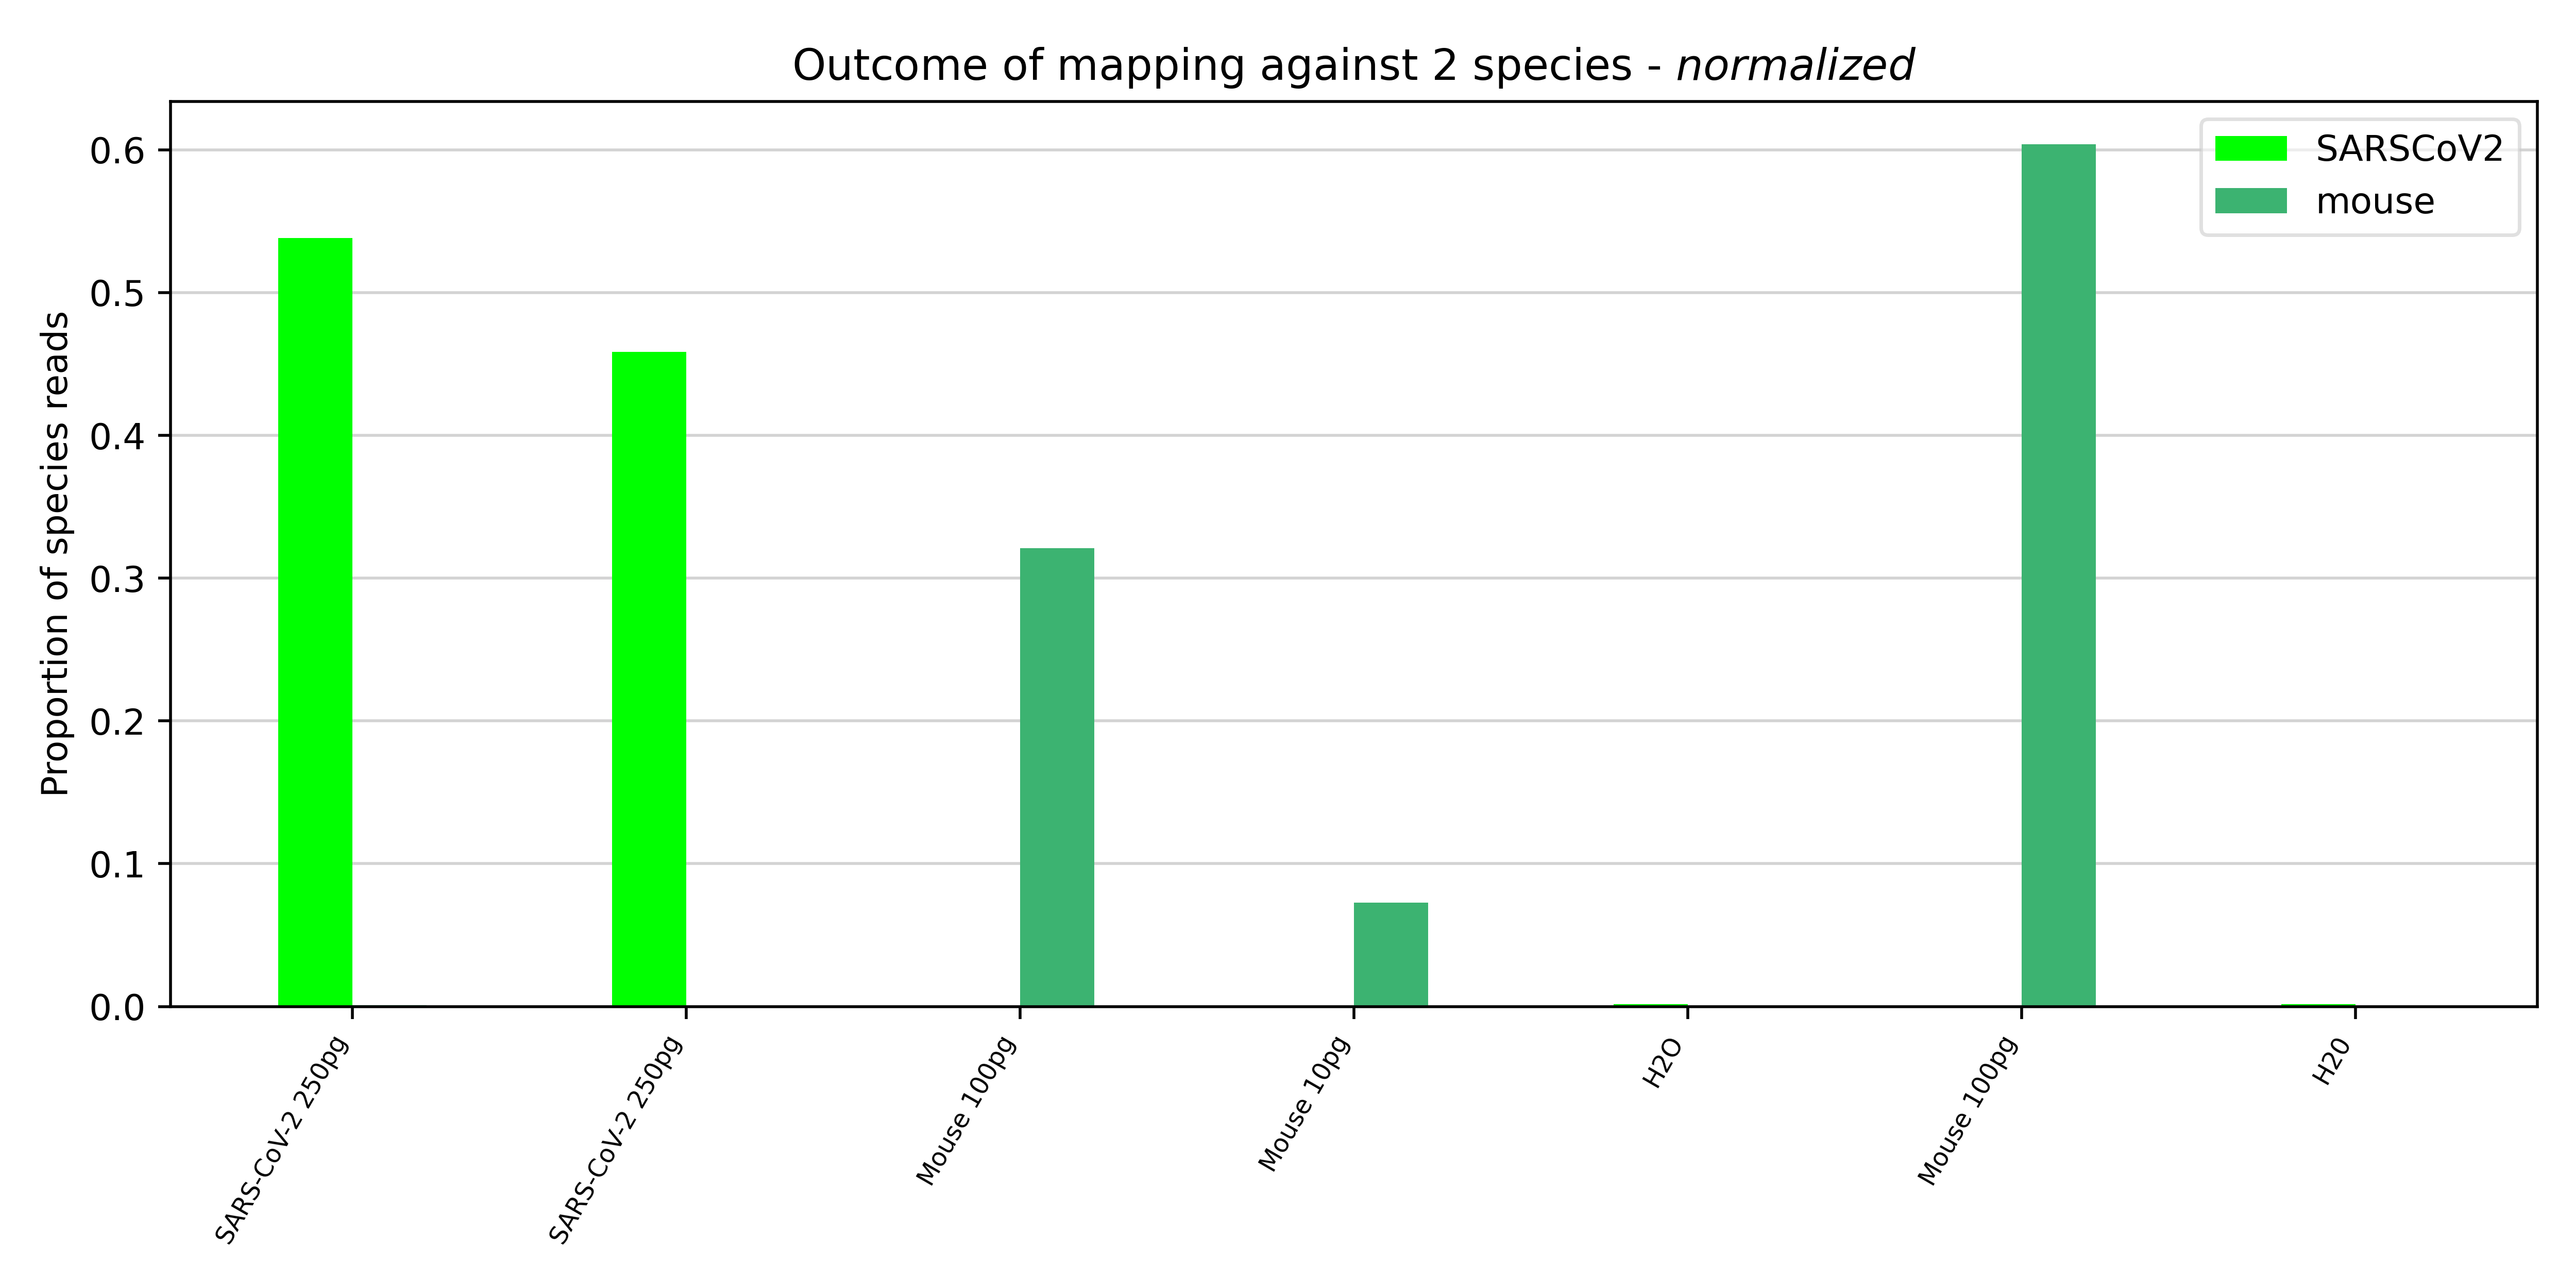 Outcome of mapping against 2 species - normalized
SARSCoV2
mouse
Proportion of species reads
0.6
0.5
0.4
0.3
0.2
0.1
0.0
SARS-CoV-2 250pg
SARS-CoV-2 250pg
Mouse 100pg
Mouse 10pg
H2O
Mouse 100pg
H20